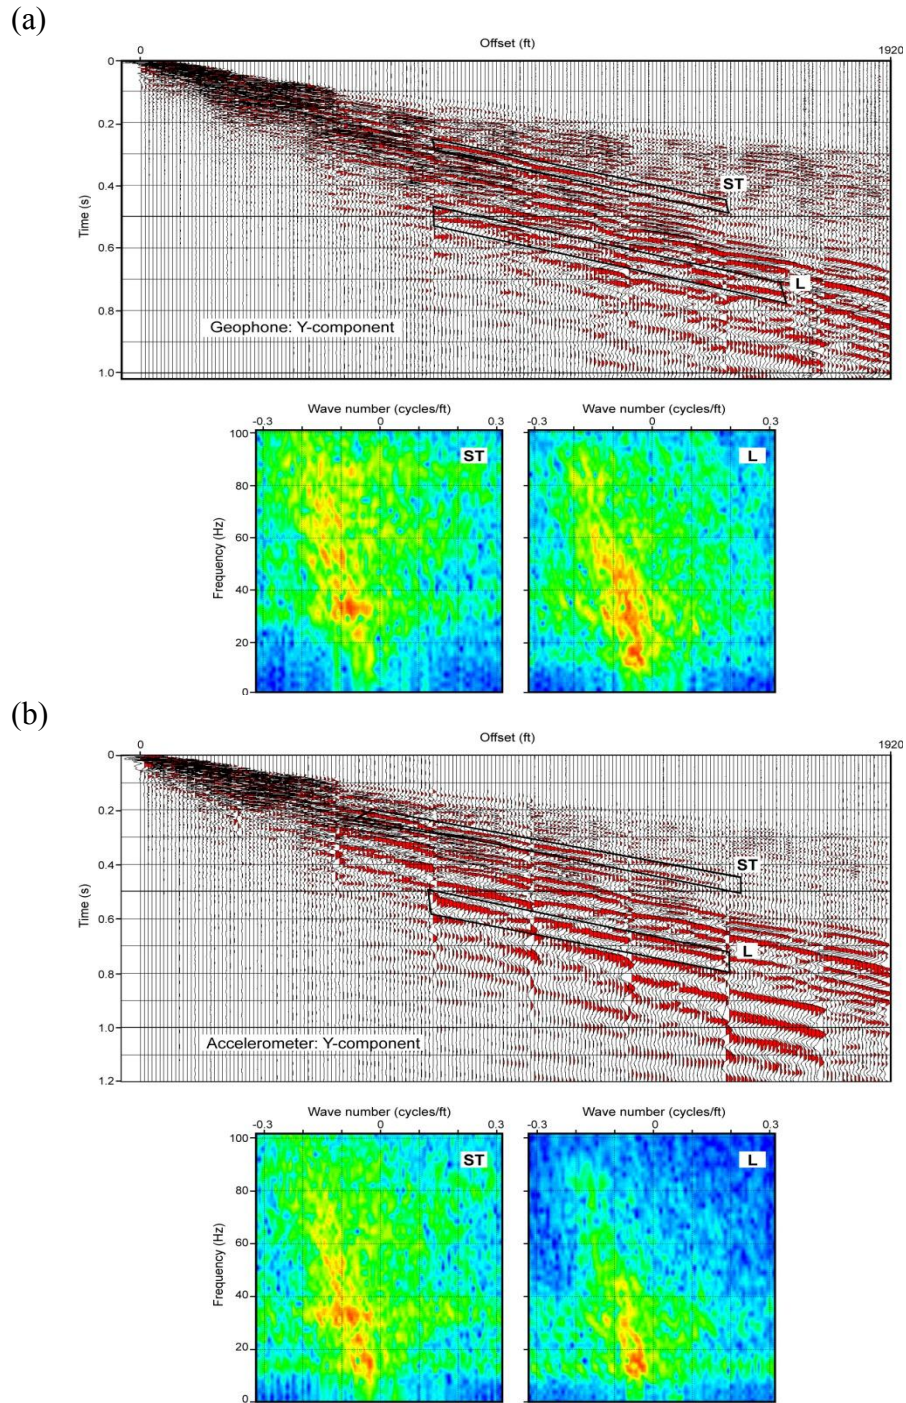 (a)
Offset (ft)
0 1920
0
0.2
ST
0.4
Time (s)
0.6
L
0.8
Geophone: Y-component
1.0
Wave number (cycles/ft) Wave number (cycles/ft)
-0.3 0 0.3 -0.3 0 0.3
100
ST L
80
60
Frequency (Hz)
40
20
0
(b)
Offset (ft)
0 1920
0
0.2
ST
0.4
Time (s)
0.6
L
0.8
1.0
Accelerometer: Y-component
1.2
Wave number (cycles/ft) Wave number (cycles/ft)
-0.3 0 0.3 -0.3 0 0.3
100
ST L
80
60
Frequency (Hz)
40
20
0